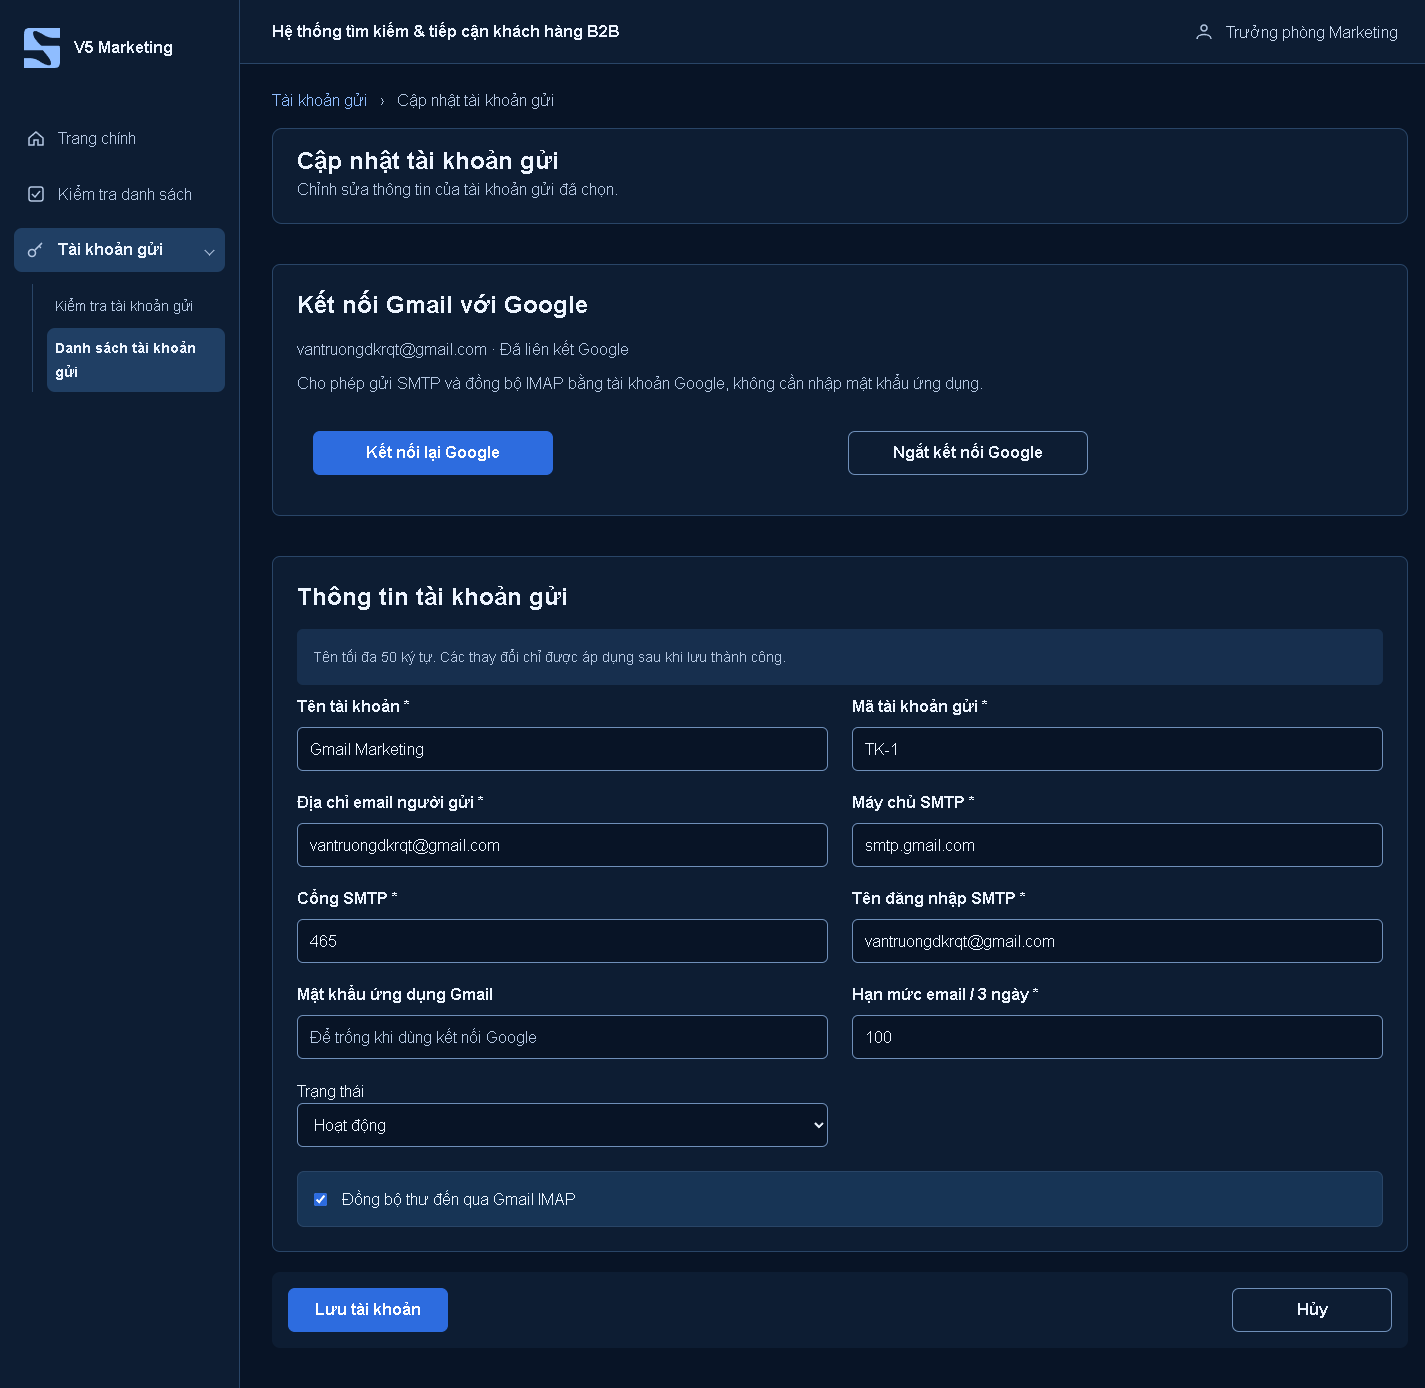 V5 Marketing
Hệ thống tìm kiếm & tiếp cận khách hàng B2B
Trưởng phòng Marketing
Trang chính
Kiểm tra danh sách
Tài khoản gửi
Kiểm tra tài khoản gửi
Danh sách tài khoản
gửi
Tài khoản gửi › Cập nhật tài khoản gửi
Cập nhật tài khoản gửi
Chỉnh sửa thông tin của tài khoản gửi đã chọn.
Kết nối Gmail với Google
vantruongdkrqt@gmail.com · Đã liên kết Google
Cho phép gửi SMTP và đồng bộ IMAP bằng tài khoản Google, không cần nhập mật khẩu ứng dụng.
Kết nối lại Google
Ngắt kết nối Google
Thông tin tài khoản gửi
Tên tối đa 50 ký tự. Các thay đổi chỉ được áp dụng sau khi lưu thành công.
Tên tài khoản *
Gmail Marketing
Mã tài khoản gửi *
TK-1
Địa chỉ email người gửi *
vantruongdkrqt@gmail.com
Máy chủ SMTP *
smtp.gmail.com
Cổng SMTP *
465
Tên đăng nhập SMTP *
vantruongdkrqt@gmail.com
Mật khẩu ứng dụng Gmail
Để trống khi dùng kết nối Google
Hạn mức email / 3 ngày *
100
Trạng thái
Hoạt động
Đồng bộ thư đến qua Gmail IMAP
Lưu tài khoản
Hủy